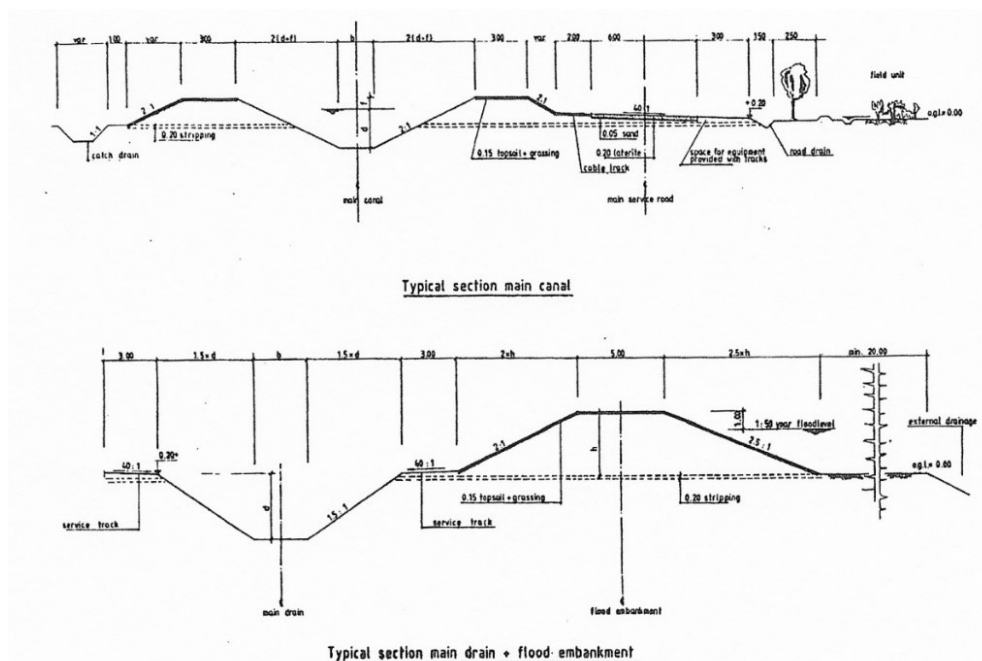 var 1.00 var 3.00 2(d+f) b 2(d+f) 3.00 var 2.00 6.00 3.00 1.50 2.50
field unit
2:1 f 2:1 40:1 + 0.20 o.g.l.± 0.00
1:1 0.20 stripping d 2:1 0.05 sand
catch drain 0.15 topsoil + grassing 0.20 laterite space for equipment road drain
provided with tracks
cable track
main canal main service road
Typical section main canal
3.00 1.5×d b 1.5×d 3.00 2×h 5.00 2.5×h min. 20.00
1.00 1:50 year floodlevel external drainage
40:1 0.20+ 40:1 2:1 h 2.5:1 o.g.l.± 0.00
d 1.5:1 0.15 topsoil + grassing 0.20 stripping
service track service track
main drain flood embankment
Typical section main drain + flood embankment